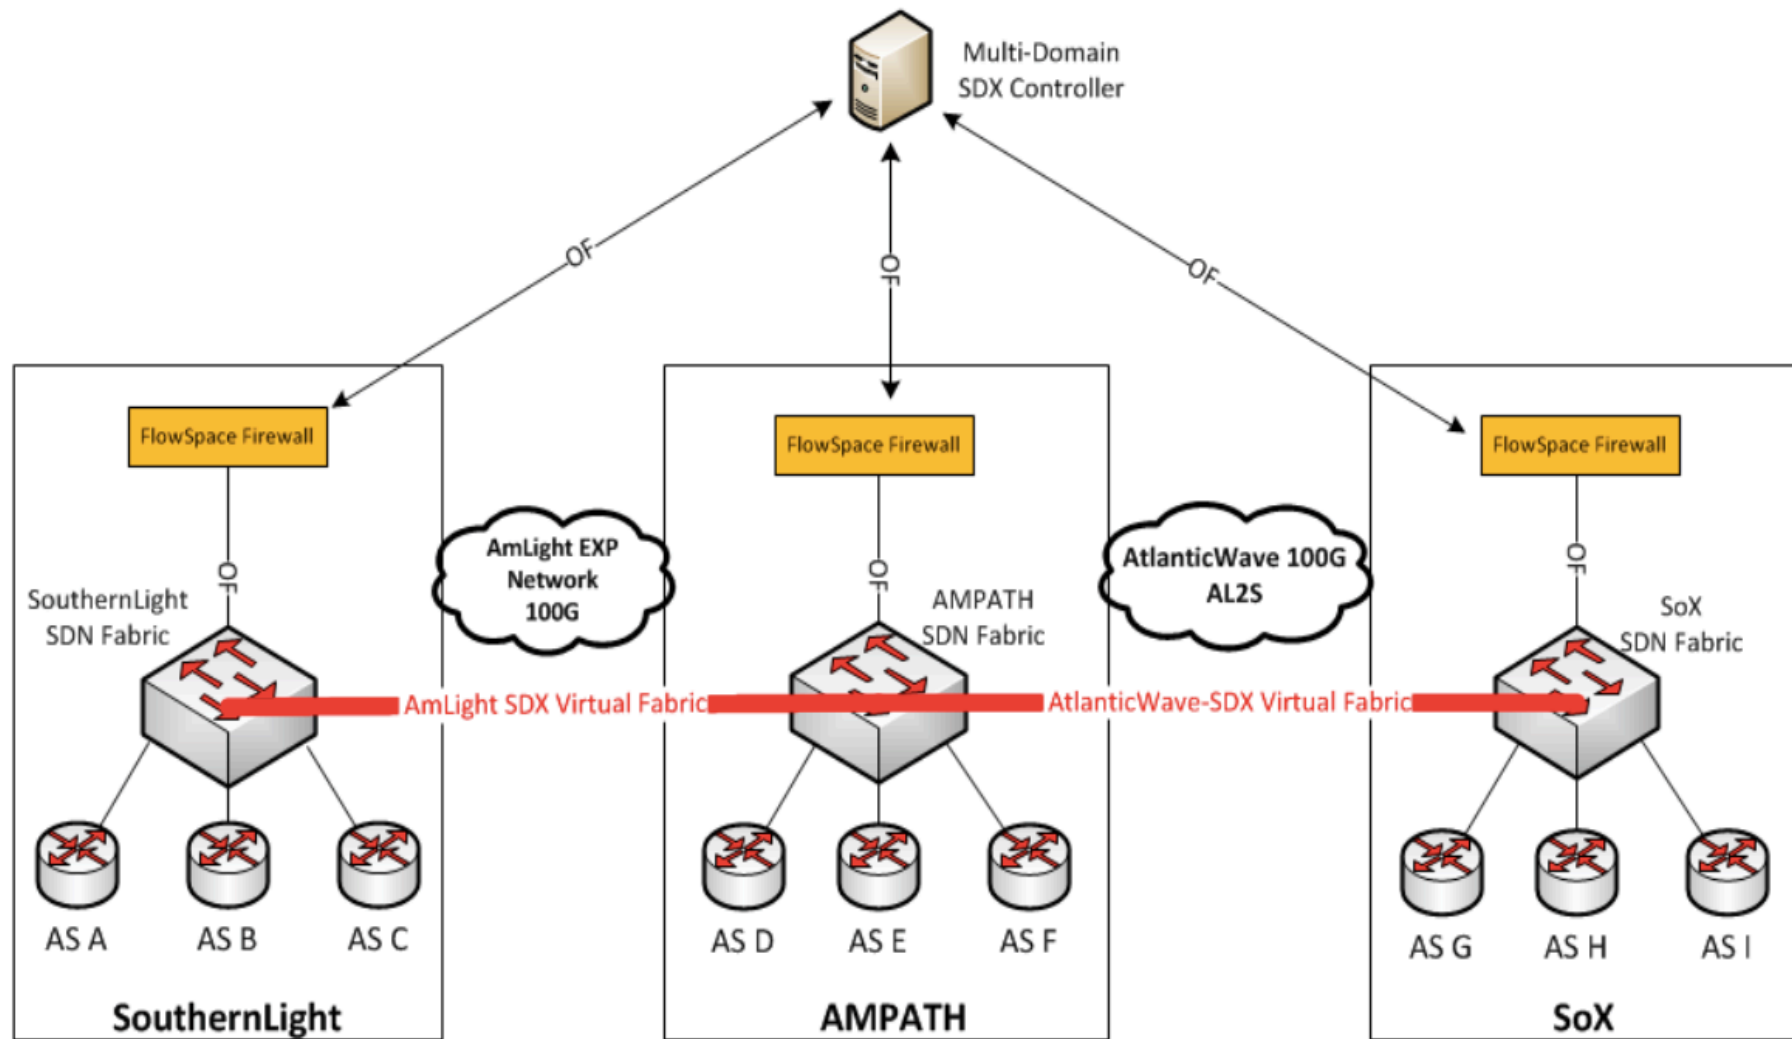 Multi-Domain
SDX Controller
OF
OF
OF
FlowSpace Firewall
FlowSpace Firewall
FlowSpace Firewall
AmLight EXP
Network
100G
AtlanticWave 100G
AL2S
OF
OF
OF
SouthernLight
SDN Fabric
AMPATH
SDN Fabric
SoX
SDN Fabric
AmLight SDX Virtual Fabric
AtlanticWave-SDX Virtual Fabric
AS A
AS B
AS C
AS D
AS E
AS F
AS G
AS H
AS I
SouthernLight
AMPATH
SoX